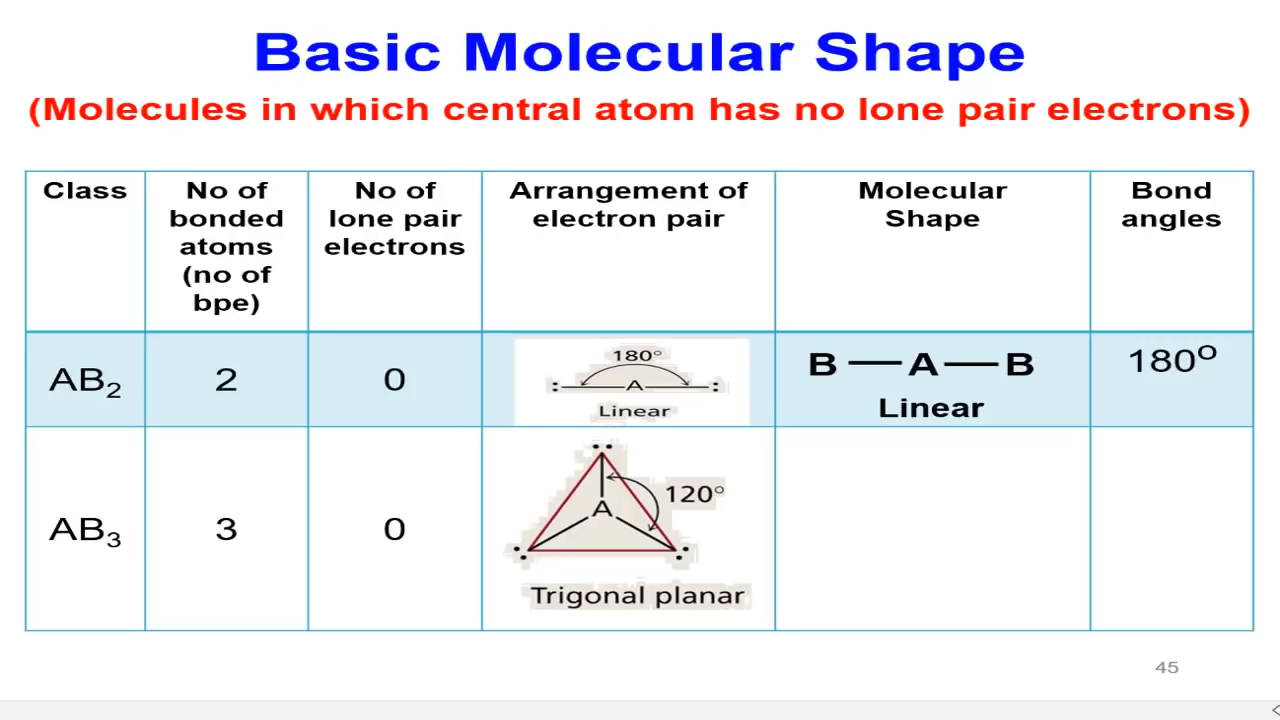 Basic Molecular Shape
(Molecules in which central atom has no lone pair electrons)
Class
No of
bonded
atoms
(no of
bpe)
No of
lone pair
electrons
Arrangement of
electron pair
Molecular
Shape
Bond
angles
AB₂
2
0
180°
: A :
Linear
B — A — B
Linear
180⁰
AB₃
3
0
A
120°
Trigonal planar
45